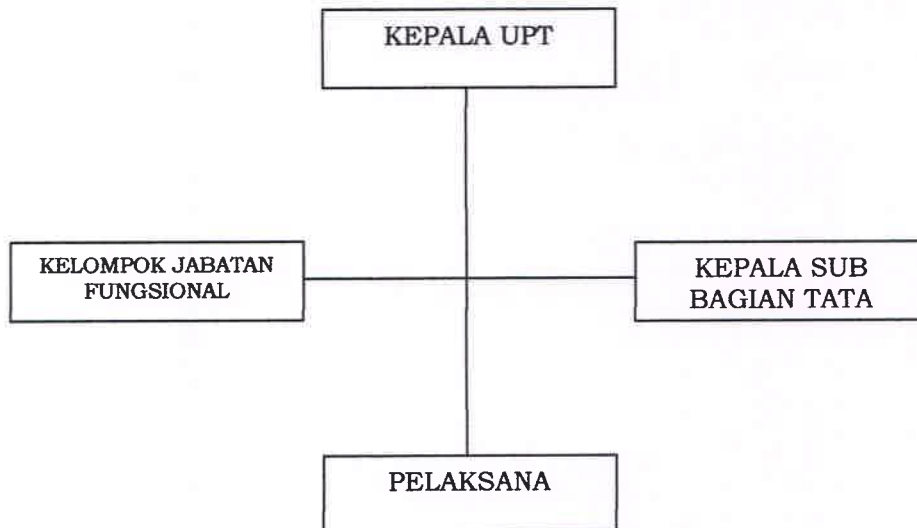 KEPALA UPT
KELOMPOK JABATAN
FUNGSIONAL
KEPALA SUB
BAGIAN TATA
PELAKSANA